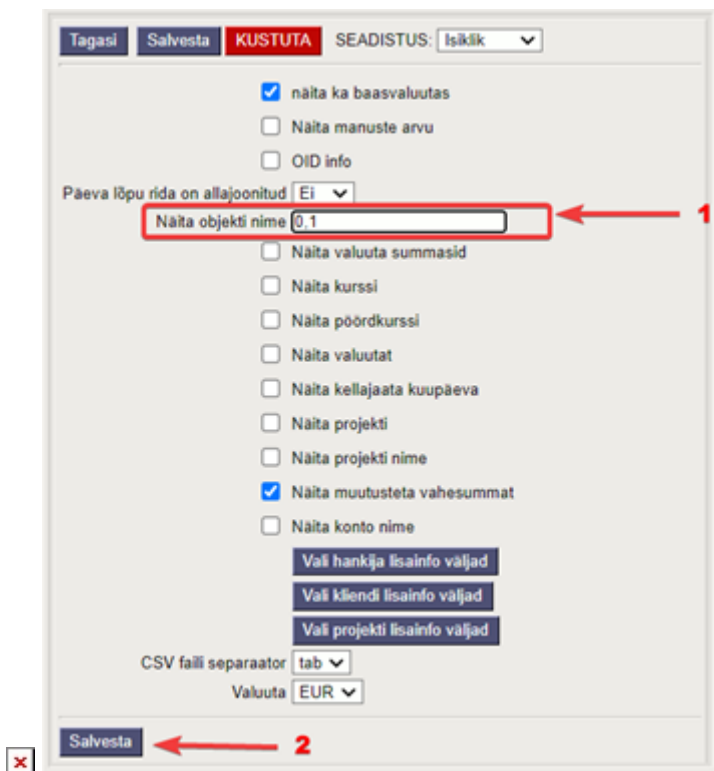 Tagasi Salvesta KUSTUTA SEADISTUS: Isiklik
näita ka baasvaluutas
Näita manuste arvu
OID info
Päeva lõpu rida on allajoonitud Ei
Näita objekti nime 0,1 1
Näita valuuta summasid
Näita kurssi
Näita pöördkurssi
Näita valuutat
Näita kellajaata kuupäeva
Näita projekti
Näita projekti nime
Näita muutusteta vahesummat
Näita konto nime
Vali hankija lisainfo väljad
Vali kliendi lisainfo väljad
Vali projekti lisainfo väljad
CSV faili separaator tab
Valuuta EUR
Salvesta 2